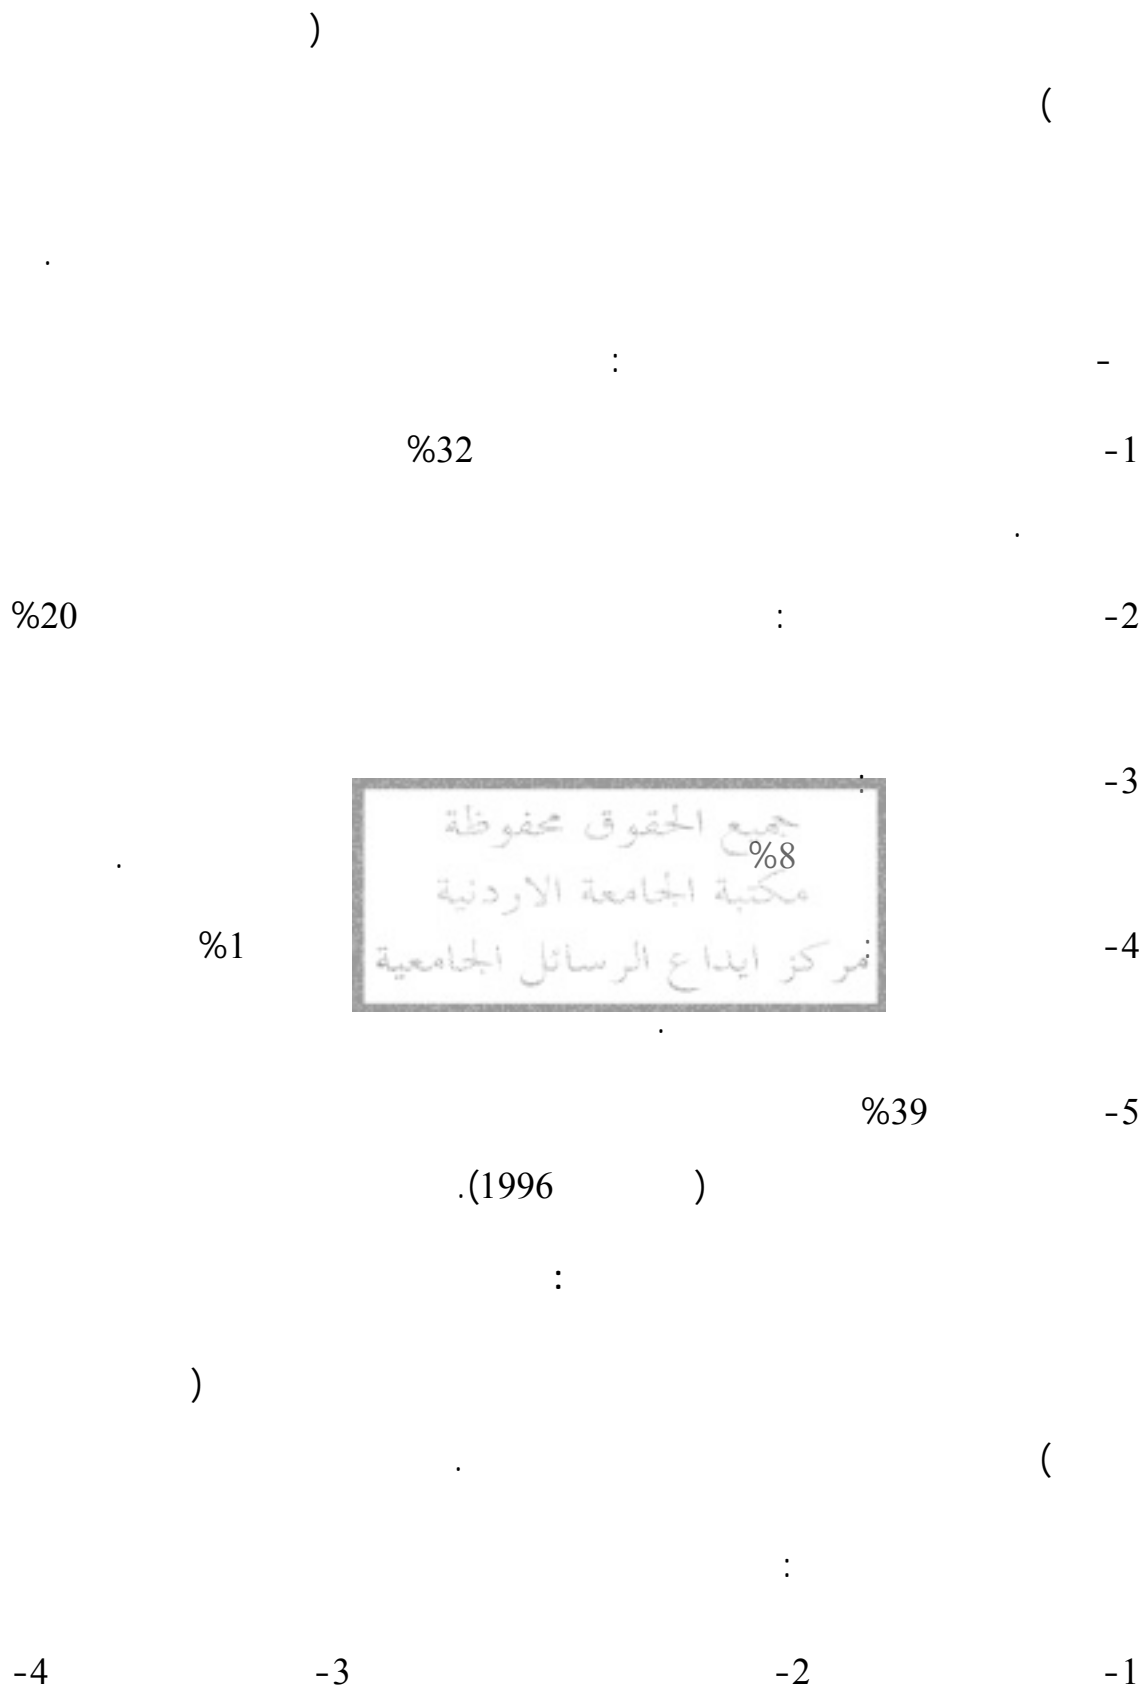 (
)
.
- :
1- 32%
.
2- : 20%
3- :
جميع الحقوق محفوظة
8% .
مكتبة الجامعة الاردنية
4- : 1%
مركز ايداع الرسائل الجامعية
.
5- 39%
( 1996).
:
(
) .
:
1- 2- 3- 4-